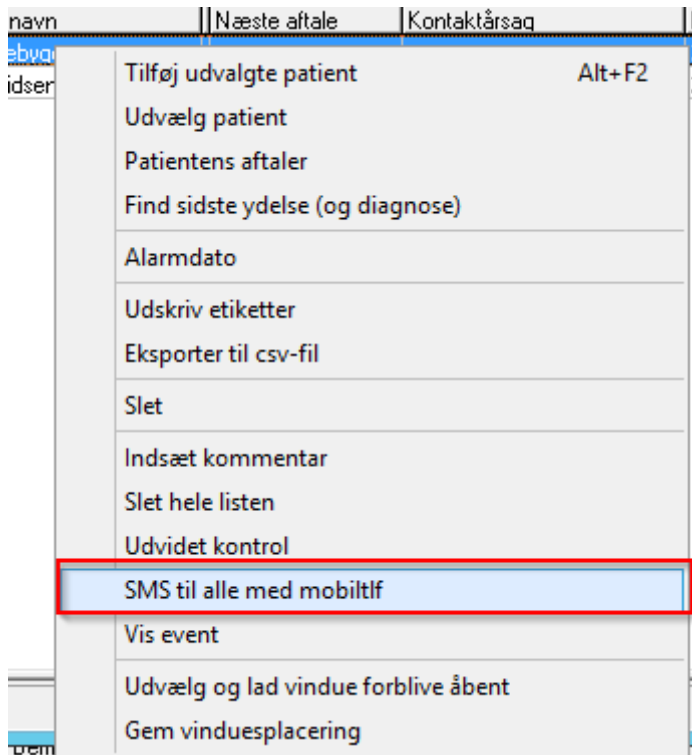 navn Næste aftale Kontaktårsag
Tilføj udvalgte patient Alt+F2
Udvælg patient
Patientens aftaler
Find sidste ydelse (og diagnose)
Alarmdato
Udskriv etiketter
Eksporter til csv-fil
Slet
Indsæt kommentar
Slet hele listen
Udvidet kontrol
SMS til alle med mobiltlf
Vis event
Udvælg og lad vindue forblive åbent
Gem vinduesplacering